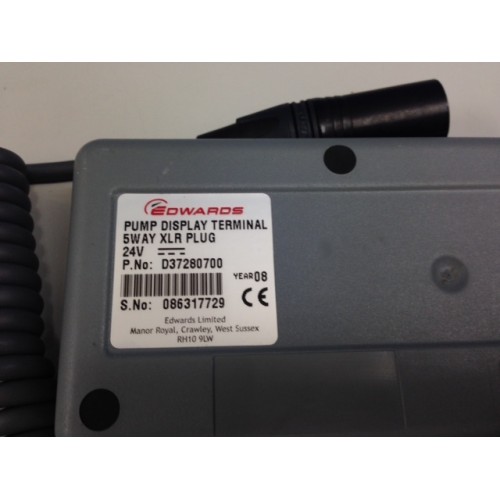 EDWARDS
PUMP DISPLAY TERMINAL
5WAY XLR PLUG
24V
P.No: D37280700
YEAR 08
S.No: 086317729
CE
Edwards Limited
Manor Royal, Crawley, West Sussex
RH10 9LW